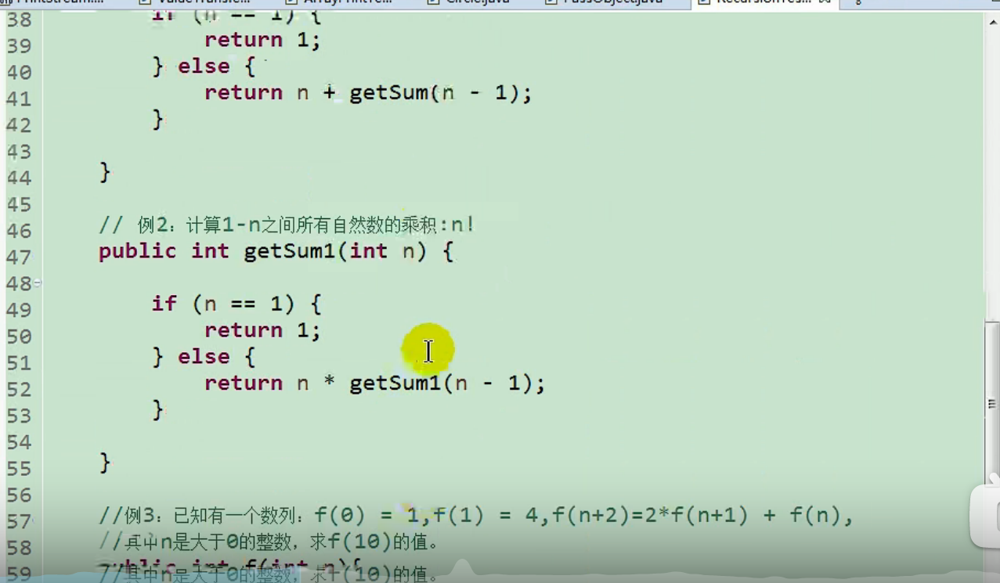 PrintStream....
ValueTransfe...
ArrayPrintTe...
Circle.java
PassObject.java
RecursionTes...
38 if (n == 1) {
39 return 1;
40 } else {
41 return n + getSum(n - 1);
42 }
43
44 }
45
46 // 例2：计算1-n之间所有自然数的乘积:n!
47 public int getSum1(int n) {
48
49 if (n == 1) {
50 return 1;
51 } else {
52 return n * getSum1(n - 1);
53 }
54
55 }
56
57 //例3：已知有一个数列：f(0) = 1,f(1) = 4,f(n+2)=2*f(n+1) + f(n),
58 //其中n是大于0的整数，求f(10)的值。
public int f(int n){
59 //其中n是大于0的整数，求f(10)的值。